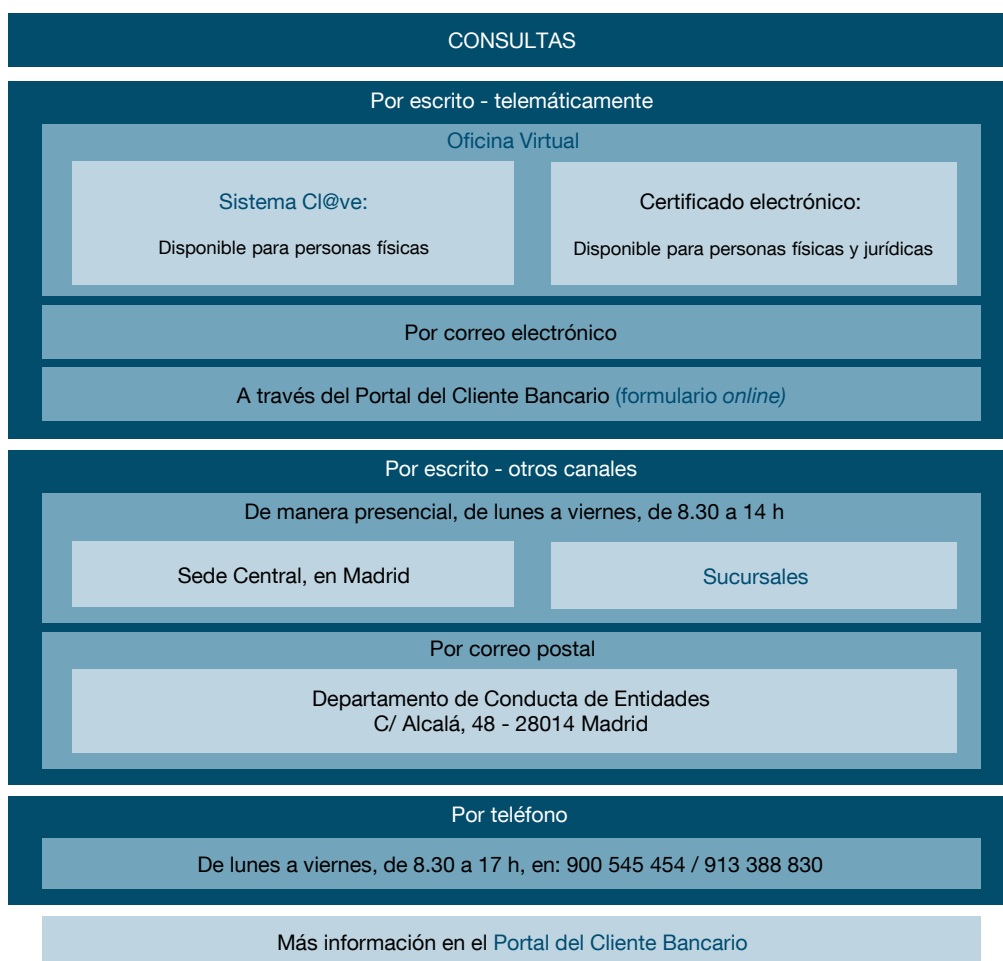 CONSULTAS
Por escrito - telemáticamente
Oficina Virtual
Sistema Cl@ve:
Disponible para personas físicas
Certificado electrónico:
Disponible para personas físicas y jurídicas
Por correo electrónico
A través del Portal del Cliente Bancario (formulario online)
Por escrito - otros canales
De manera presencial, de lunes a viernes, de 8.30 a 14 h
Sede Central, en Madrid
Sucursales
Por correo postal
Departamento de Conducta de Entidades
C/ Alcalá, 48 - 28014 Madrid
Por teléfono
De lunes a viernes, de 8.30 a 17 h, en: 900 545 454 / 913 388 830
Más información en el Portal del Cliente Bancario